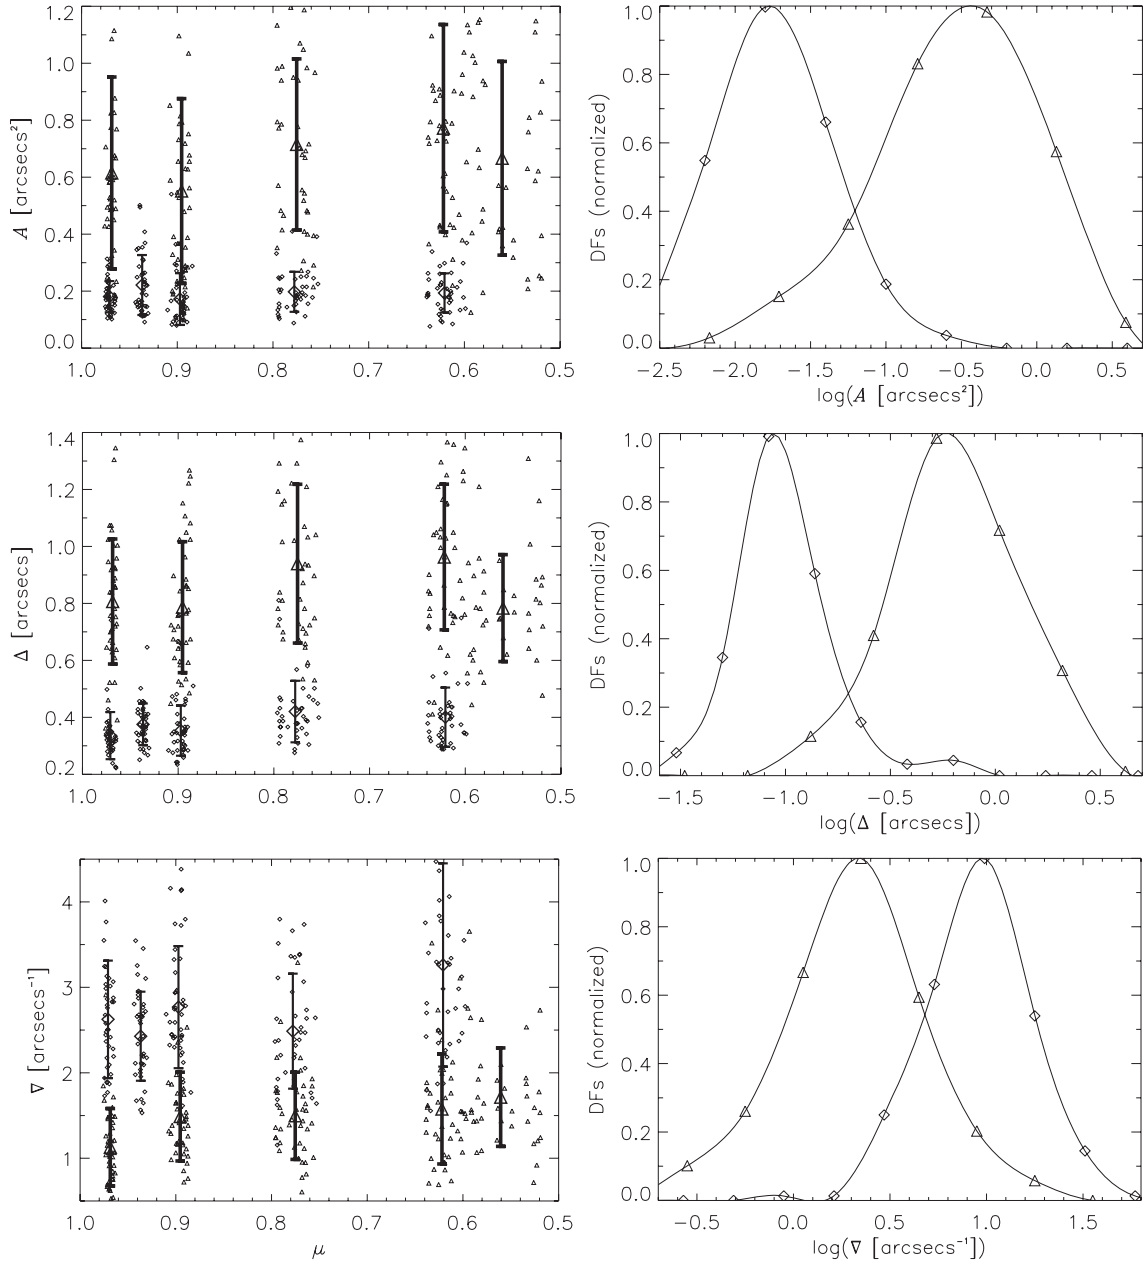 1.2
1.0
0.8
0.6
0.4
0.2
0.0
A [arcsecs²]
1.0 0.9 0.8 0.7 0.6 0.5
1.0
0.8
0.6
0.4
0.2
0.0
DFs (normalized)
−2.5 −2.0 −1.5 −1.0 −0.5 0.0 0.5
log(A [arcsecs²])
1.4
1.2
1.0
0.8
0.6
0.4
0.2
Δ [arcsecs]
1.0 0.9 0.8 0.7 0.6 0.5
1.0
0.8
0.6
0.4
0.2
0.0
DFs (normalized)
−1.5 −1.0 −0.5 0.0 0.5
log(Δ [arcsecs])
4
3
2
1
∇ [arcsecs⁻¹]
1.0 0.9 0.8 0.7 0.6 0.5
μ
1.0
0.8
0.6
0.4
0.2
0.0
DFs (normalized)
−0.5 0.0 0.5 1.0 1.5
log(∇ [arcsecs⁻¹])